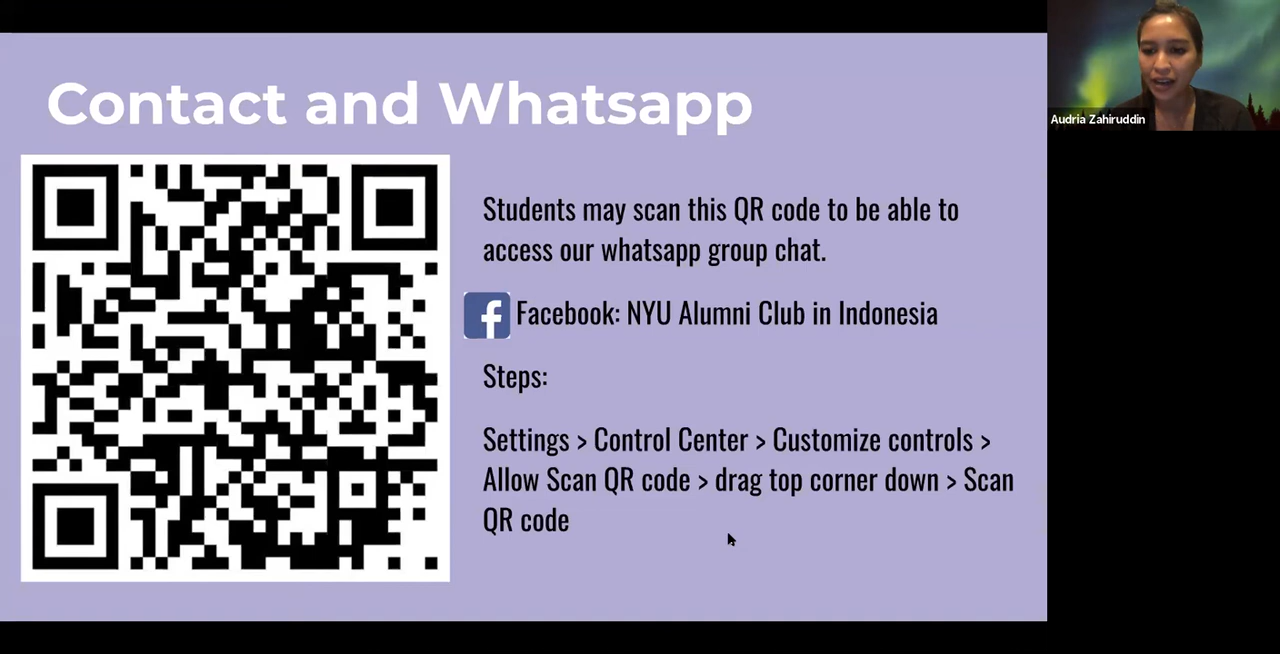 Contact and Whatsapp
Audria Zahiruddin
Students may scan this QR code to be able to
access our whatsapp group chat.
Facebook: NYU Alumni Club in Indonesia
Steps:
Settings > Control Center > Customize controls >
Allow Scan QR code > drag top corner down > Scan
QR code